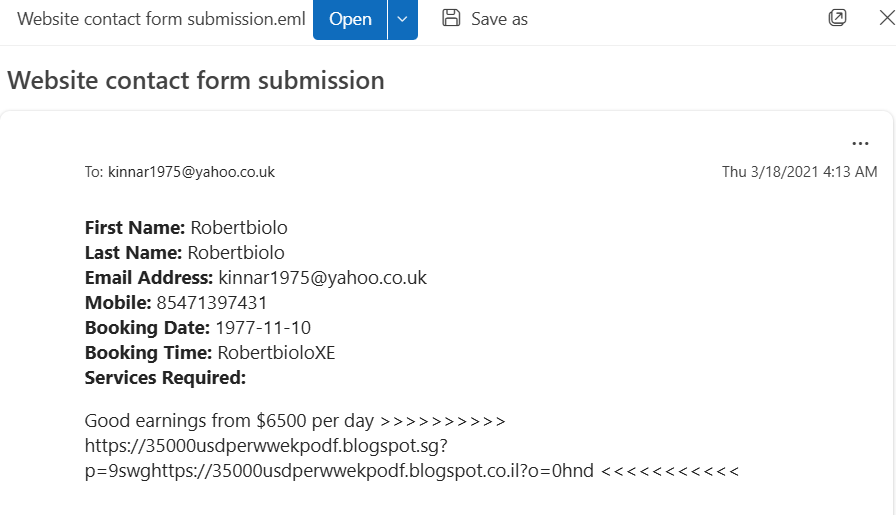 Website contact form submission.eml Open Save as
Website contact form submission
...
To: kinnar1975@yahoo.co.uk Thu 3/18/2021 4:13 AM
First Name: Robertbiolo
Last Name: Robertbiolo
Email Address: kinnar1975@yahoo.co.uk
Mobile: 85471397431
Booking Date: 1977-11-10
Booking Time: RobertbioloXE
Services Required:
Good earnings from $6500 per day >>>>>>>>>>
https://35000usdperwwekpodf.blogspot.sg?
p=9swghttps://35000usdperwwekpodf.blogspot.co.il?o=0hnd <<<<<<<<<<<